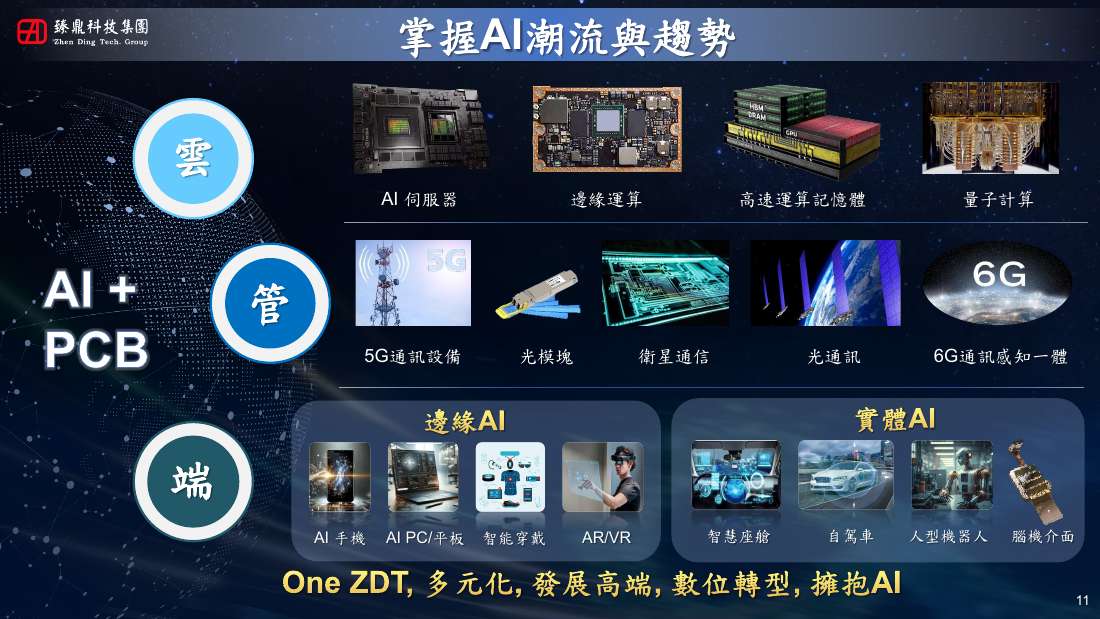 臻鼎科技集團
Zhen Ding Tech. Group
掌握AI潮流與趨勢
雲
HBM
DRAM
GPU
AI 伺服器
邊緣運算
高速運算記憶體
量子計算
AI +
PCB
管
5G
6G
5G通訊設備
光模塊
衛星通信
光通訊
6G通訊感知一體
端
邊緣AI
AI 手機
AI PC/平板
智能穿戴
AR/VR
實體AI
智慧座艙
自駕車
人型機器人
腦機介面
One ZDT, 多元化, 發展高端, 數位轉型, 擁抱AI
11